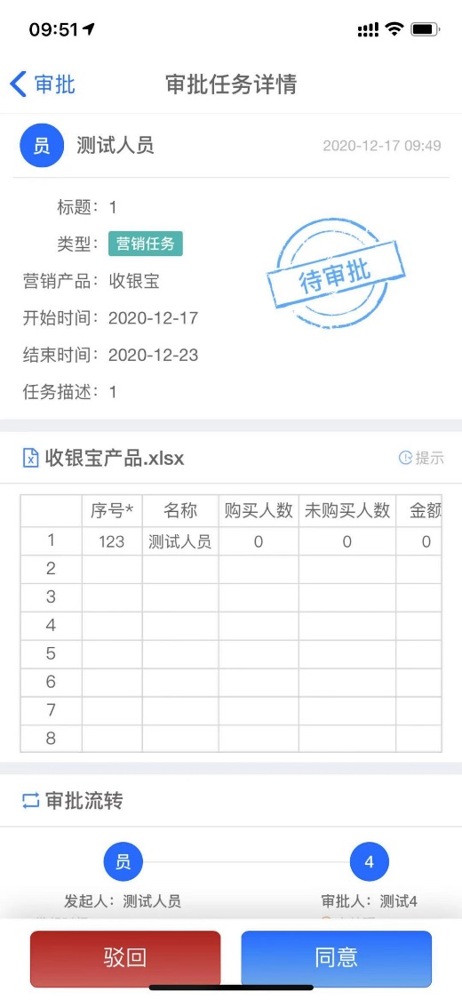 09:51
审批
审批任务详情
员 测试人员 2020-12-17 09:49
标题：1
类型：营销任务
待审批
营销产品：收银宝
开始时间：2020-12-17
结束时间：2020-12-23
任务描述：1
收银宝产品.xlsx 提示
序号* 名称 购买人数 未购买人数 金额
1 123 测试人员 0 0 0
2
3
4
5
6
7
8
审批流转
员 4
发起人：测试人员 审批人：测试4
驳回 同意